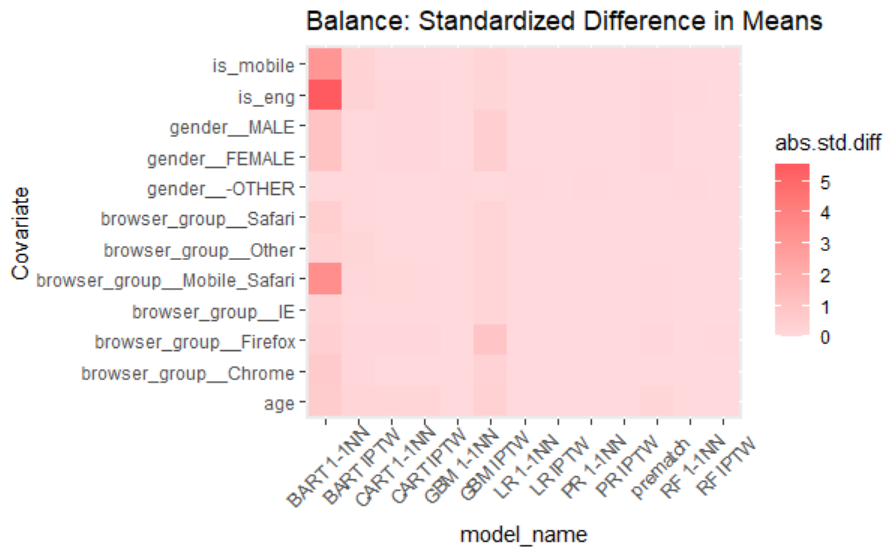 Balance: Standardized Difference in Means
is_mobile
is_eng
gender__MALE
gender__FEMALE
gender__-OTHER
browser_group__Safari
browser_group__Other
browser_group__Mobile_Safari
browser_group__IE
browser_group__Firefox
browser_group__Chrome
age
Covariate
BART 1-1NN
BART IPTW
CART 1-1NN
CART IPTW
GBM 1-1NN
GBM IPTW
LR 1-1NN
LR IPTW
PR 1-1NN
PR IPTW
prematch
RF 1-1NN
RF IPTW
model_name
abs.std.diff
5
4
3
2
1
0